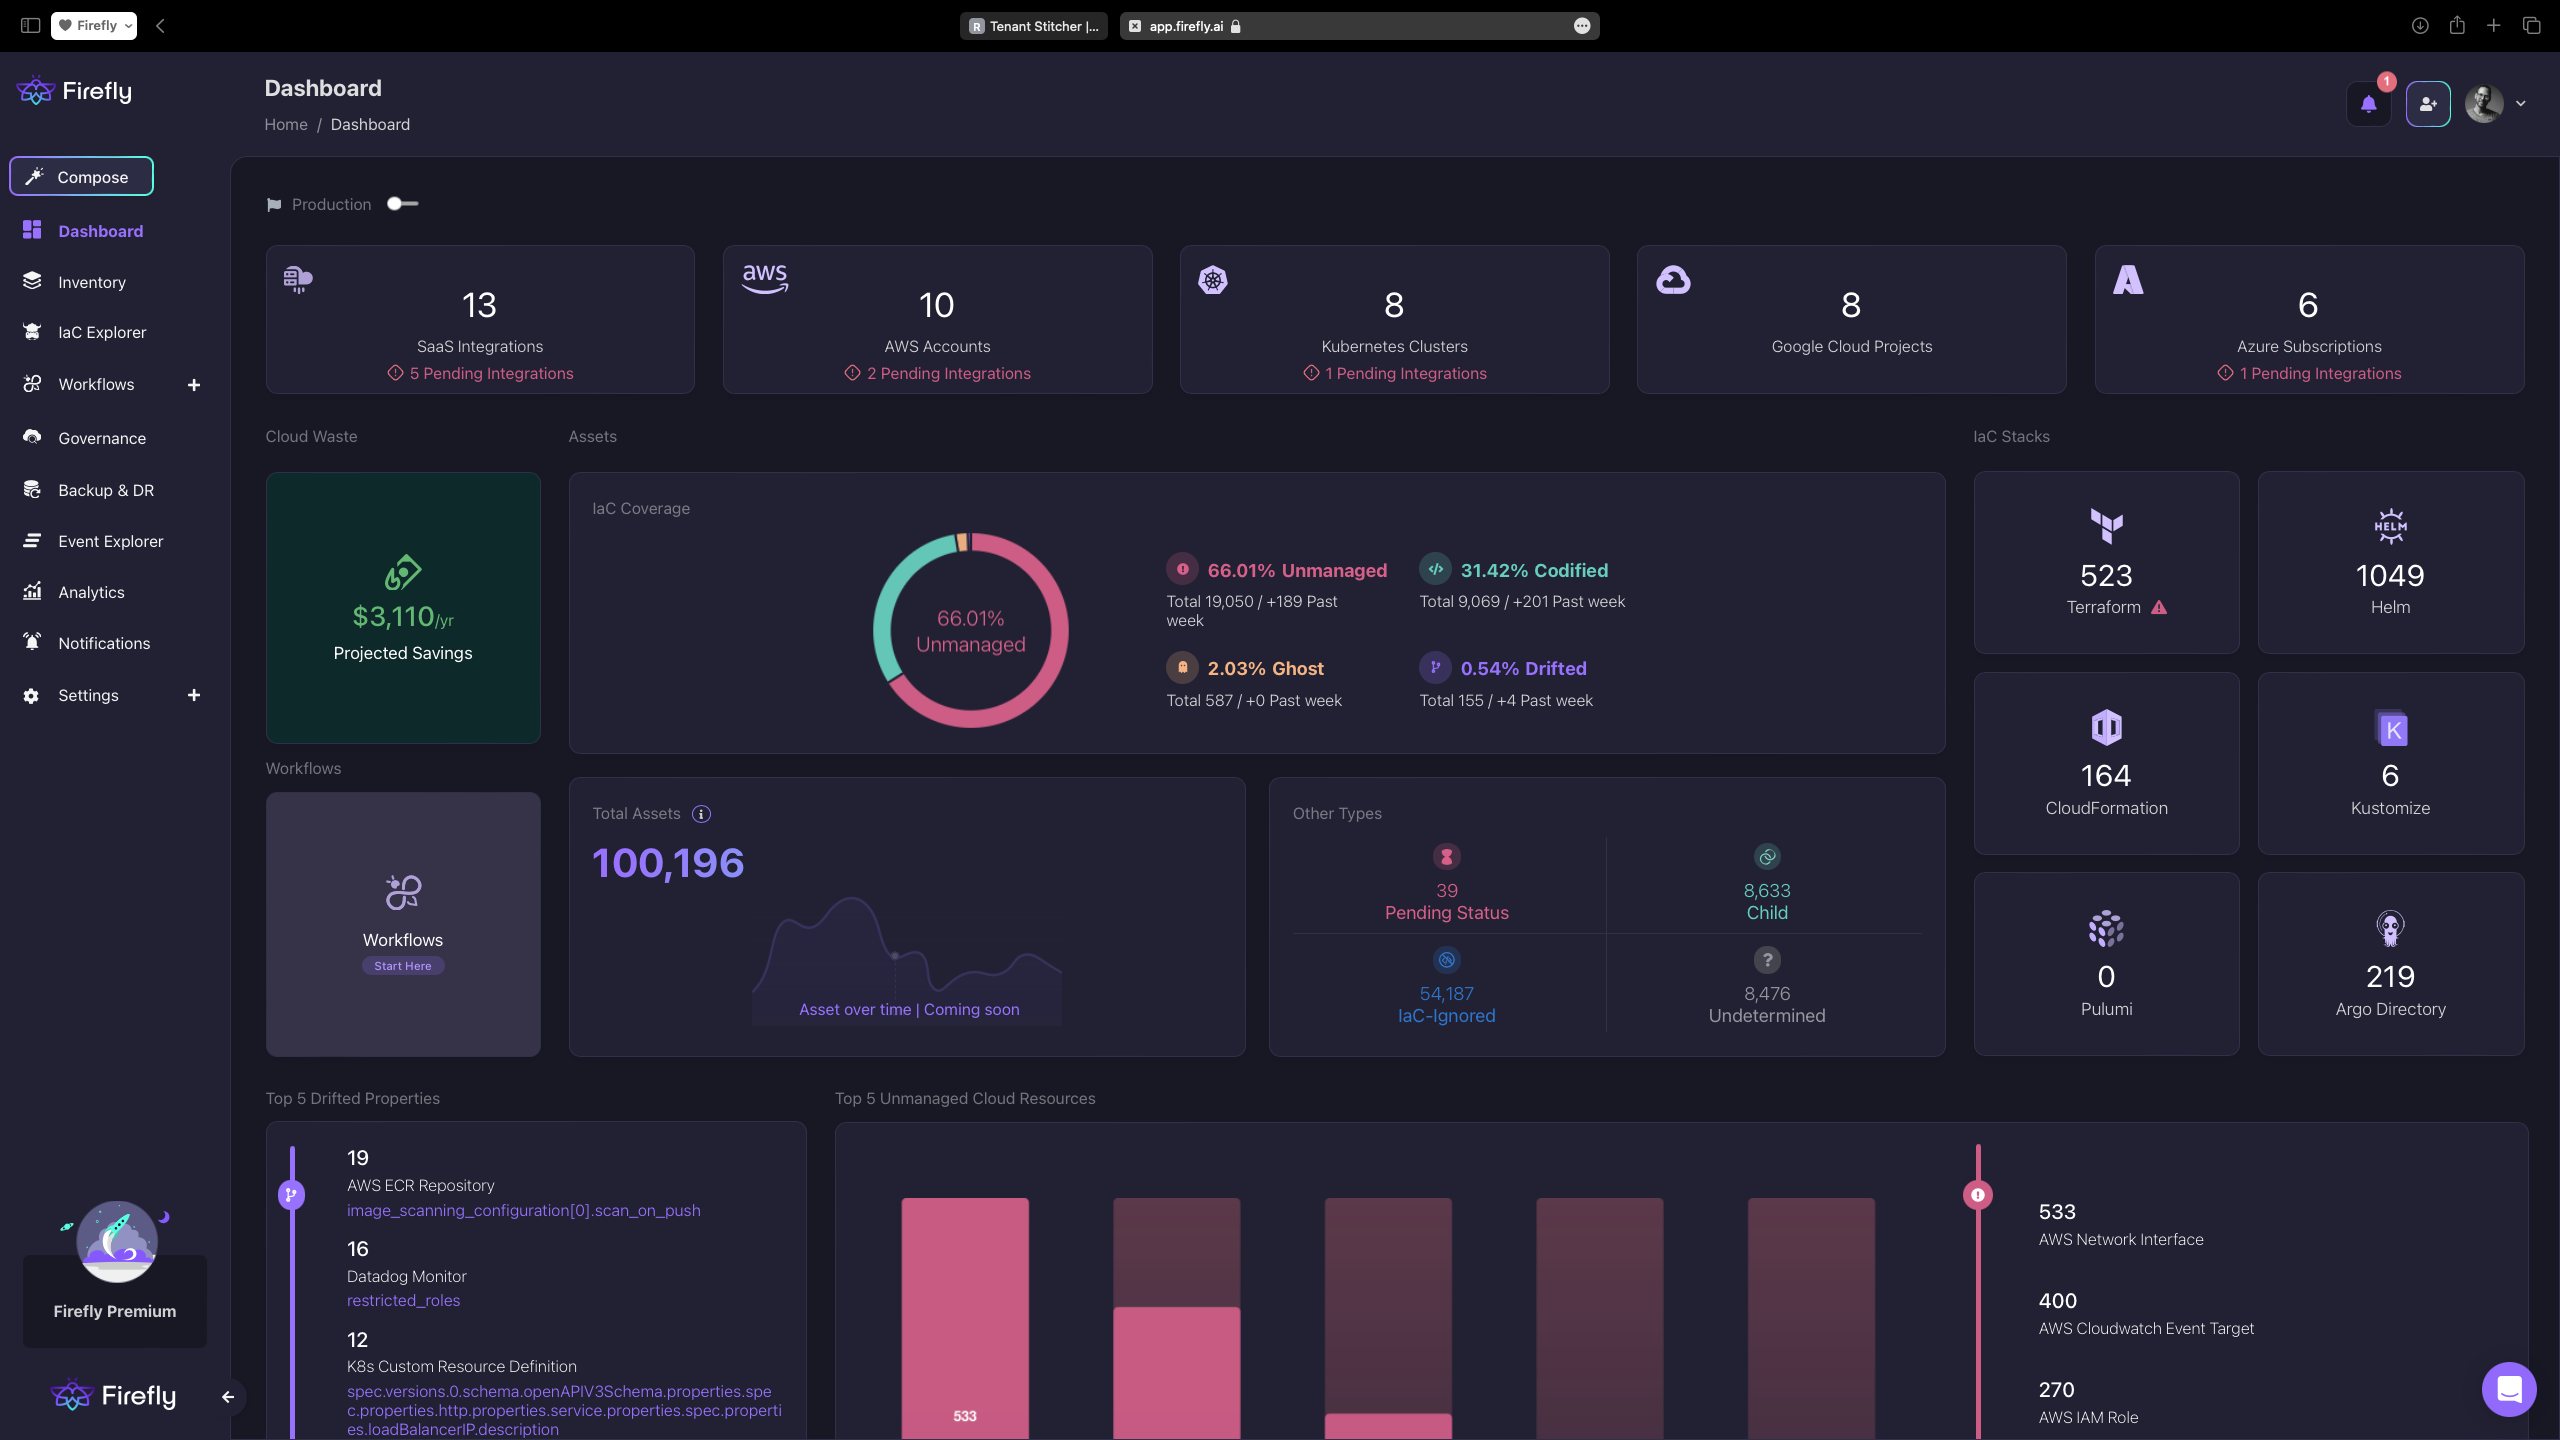 Firefly
R Tenant Stitcher |...
app.firefly.ai
Firefly
Dashboard
Home / Dashboard
1
Compose
Dashboard
Inventory
IaC Explorer
Workflows
Governance
Backup & DR
Event Explorer
Analytics
Notifications
Settings
Firefly Premium
Firefly
Production
13
SaaS Integrations
5 Pending Integrations
aws
10
AWS Accounts
2 Pending Integrations
8
Kubernetes Clusters
1 Pending Integrations
8
Google Cloud Projects
6
Azure Subscriptions
1 Pending Integrations
Cloud Waste
$3,110/yr
Projected Savings
Assets
IaC Coverage
66.01%
Unmanaged
66.01% Unmanaged
Total 19,050 / +189 Past
week
31.42% Codified
Total 9,069 / +201 Past week
2.03% Ghost
Total 587 / +0 Past week
0.54% Drifted
Total 155 / +4 Past week
IaC Stacks
523
Terraform
HELM
1049
Helm
164
CloudFormation
K
6
Kustomize
0
Pulumi
219
Argo Directory
Workflows
Workflows
Start Here
Total Assets
100,196
Asset over time | Coming soon
Other Types
39
Pending Status
8,633
Child
54,187
IaC-Ignored
?
8,476
Undetermined
Top 5 Drifted Properties
19
AWS ECR Repository
image_scanning_configuration[0].scan_on_push
16
Datadog Monitor
restricted_roles
12
K8s Custom Resource Definition
spec.versions.0.schema.openAPIV3Schema.properties.spe
c.properties.http.properties.service.properties.spec.properti
es.loadBalancerIP.description
Top 5 Unmanaged Cloud Resources
533
533
AWS Network Interface
400
AWS Cloudwatch Event Target
270
AWS IAM Role